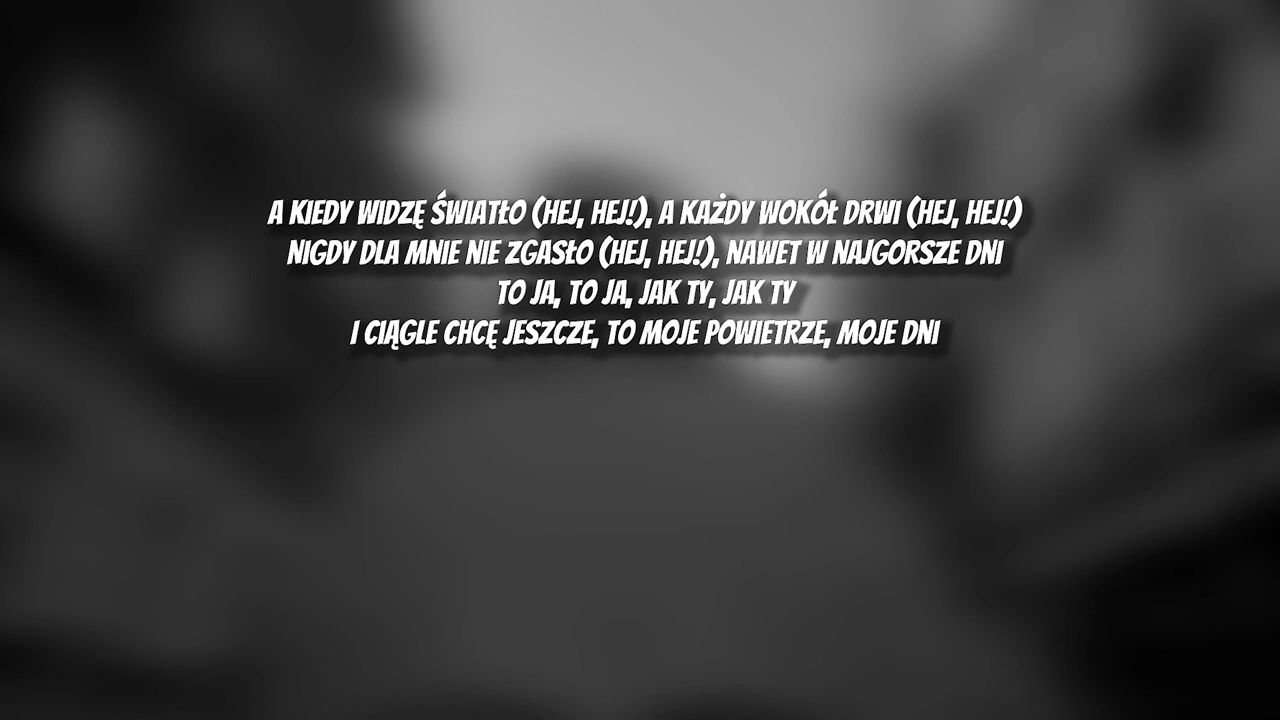 A KIEDY WIDZĘ ŚWIATŁO (HEJ, HEJ!), A KAŻDY WOKÓŁ DRWI (HEJ, HEJ!)
NIGDY DLA MNIE NIE ZGASŁO (HEJ, HEJ!), NAWET W NAJGORSZE DNI
TO JA, TO JA, JAK TY, JAK TY
I CIĄGLE CHCĘ JESZCZE, TO MOJE POWIETRZE, MOJE DNI